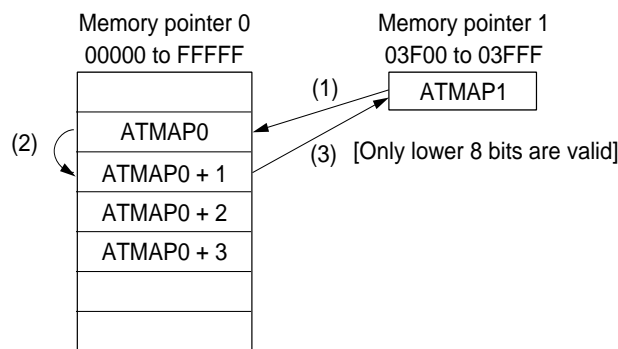 Memory pointer 0
00000 to FFFFF
Memory pointer 1
03F00 to 03FFF
(1)
ATMAP1
ATMAP0
(2)
ATMAP0 + 1
(3)
[Only lower 8 bits are valid]
ATMAP0 + 2
ATMAP0 + 3